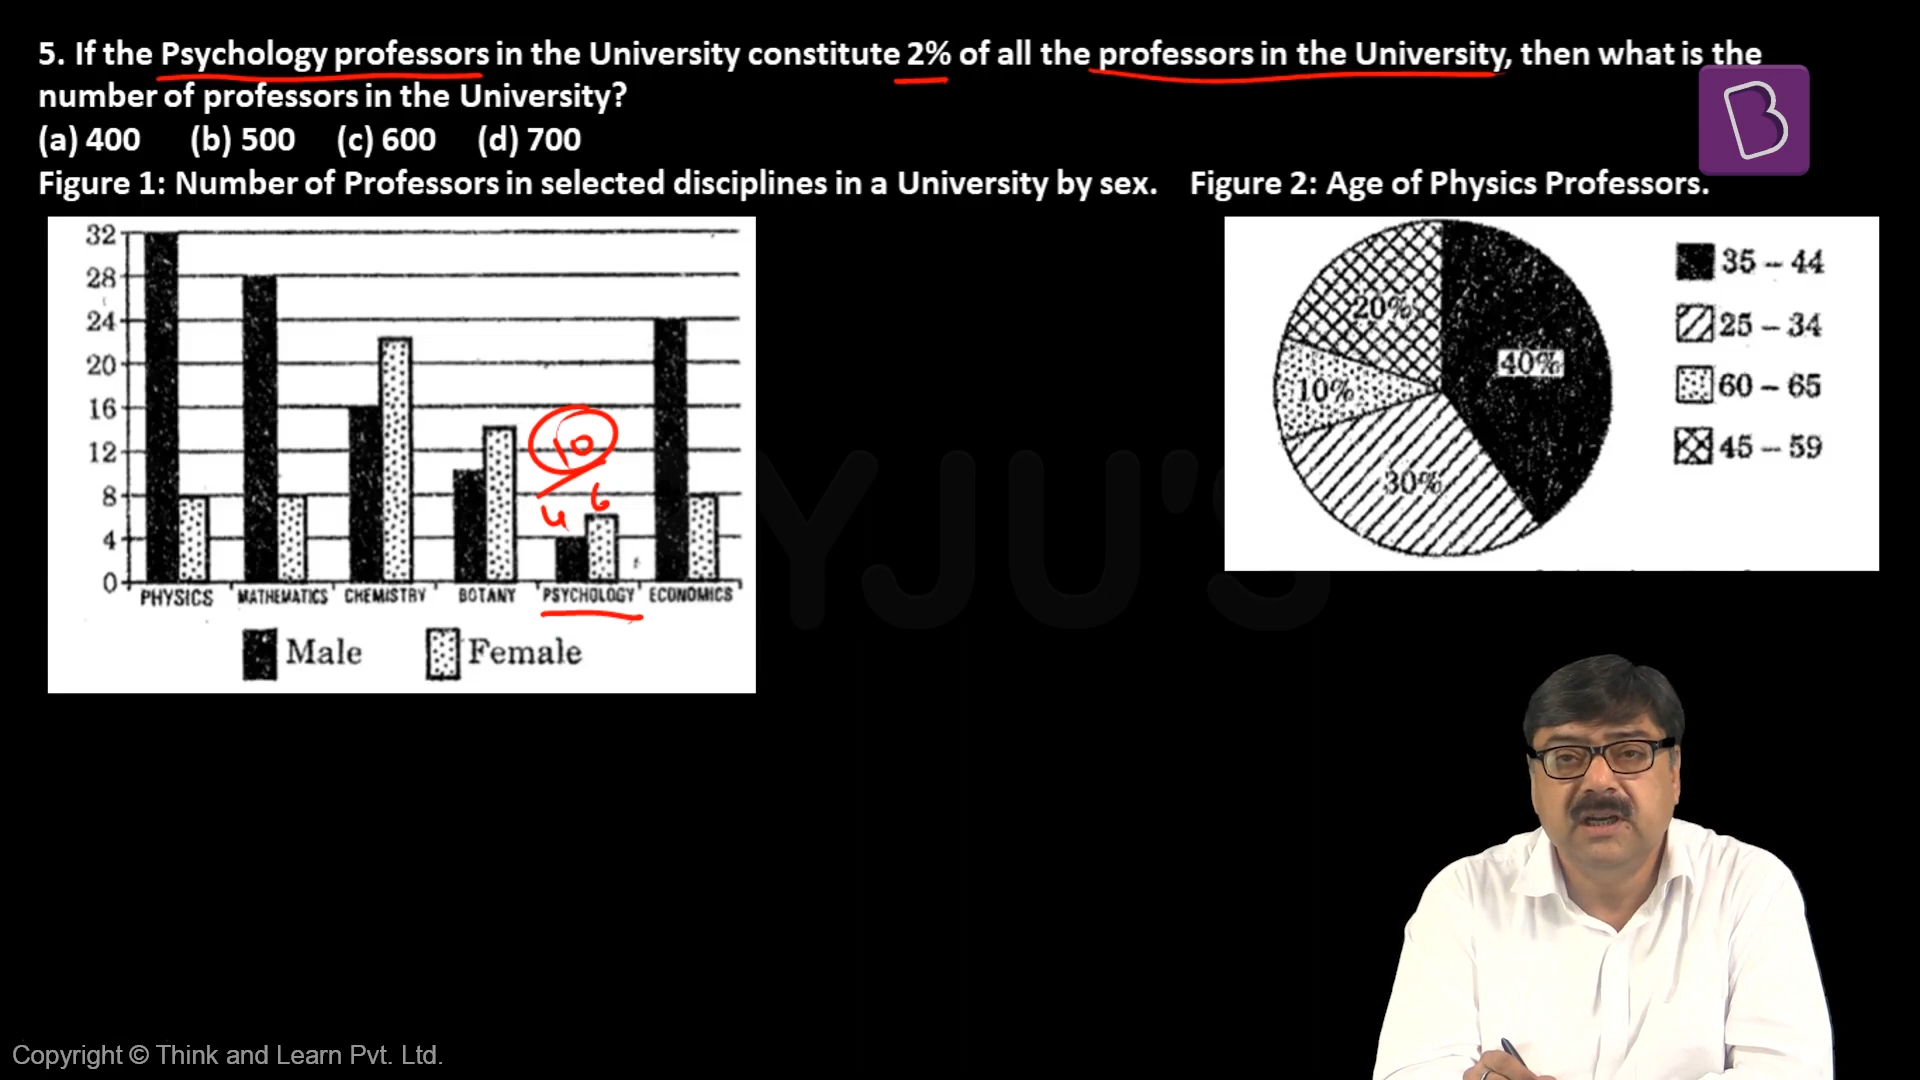 5. If the Psychology professors in the University constitute 2% of all the professors in the University, then what is the
number of professors in the University?
(a) 400 (b) 500 (c) 600 (d) 700
Figure 1: Number of Professors in selected disciplines in a University by sex. Figure 2: Age of Physics Professors.
32
28
24
20
16
12
8
4
0
10
4 6
PHYSICS MATHEMATICS CHEMISTRY BOTANY PSYCHOLOGY ECONOMICS
Male Female
20%
40%
10%
30%
35 – 44
25 – 34
60 – 65
45 – 59
B
YJU'S
Copyright © Think and Learn Pvt. Ltd.